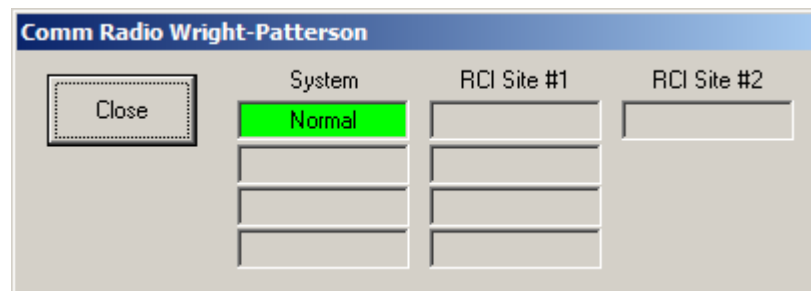 Comm Radio Wright-Patterson
System RCI Site #1 RCI Site #2
Close
Normal